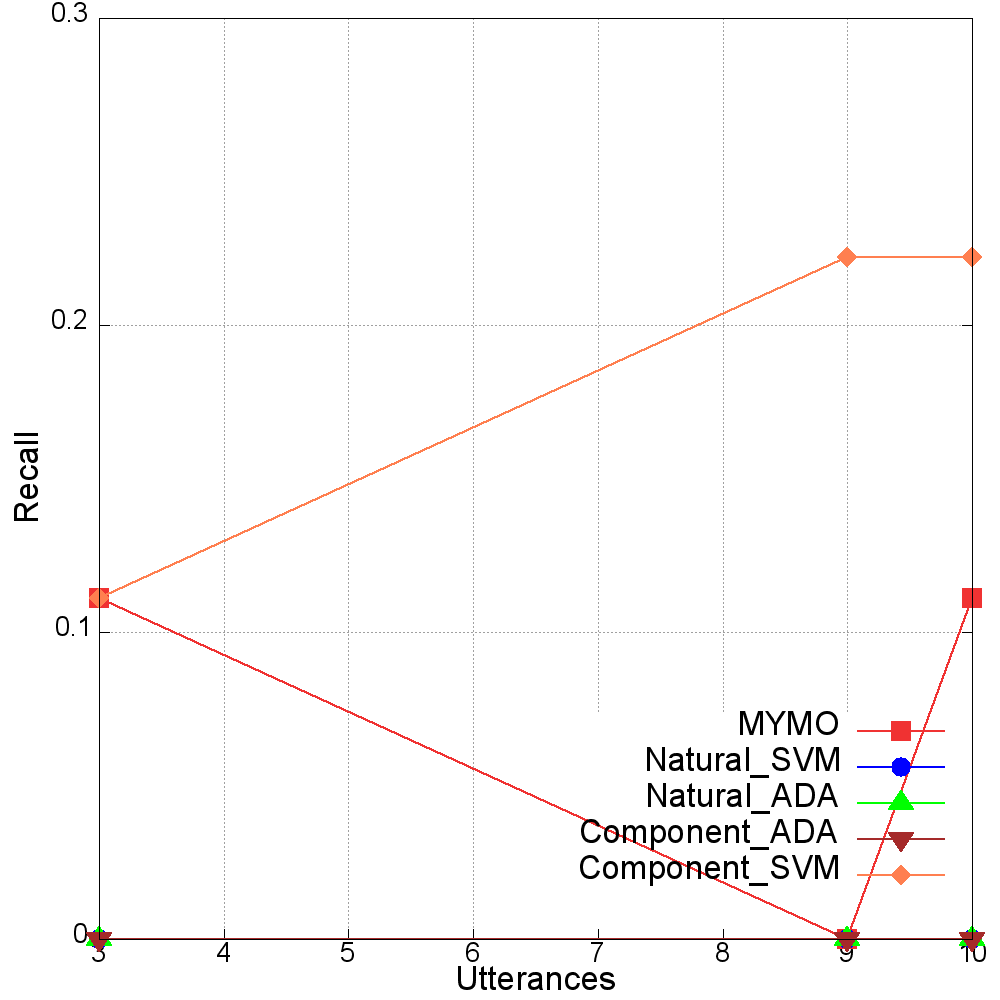 0.3
0.2
0.1
0
Recall
MYMO
Natural_SVM
Natural_ADA
Component_ADA
Component_SVM
3 4 5 6 7 8 9 10
Utterances